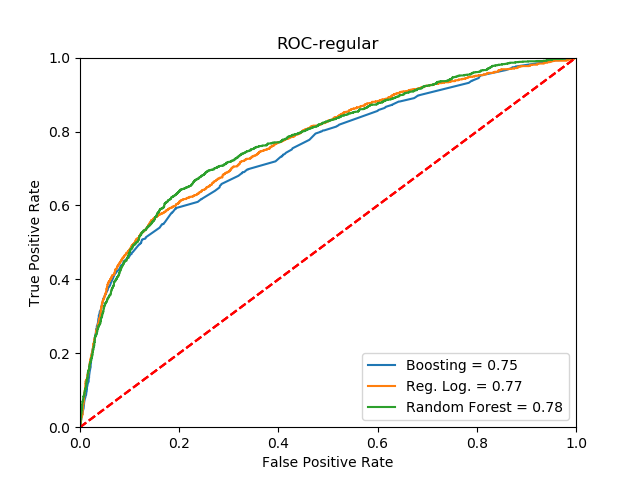 ROC-regular
True Positive Rate
1.0
0.8
0.6
0.4
0.2
0.0
Boosting = 0.75
Reg. Log. = 0.77
Random Forest = 0.78
0.0 0.2 0.4 0.6 0.8 1.0
False Positive Rate